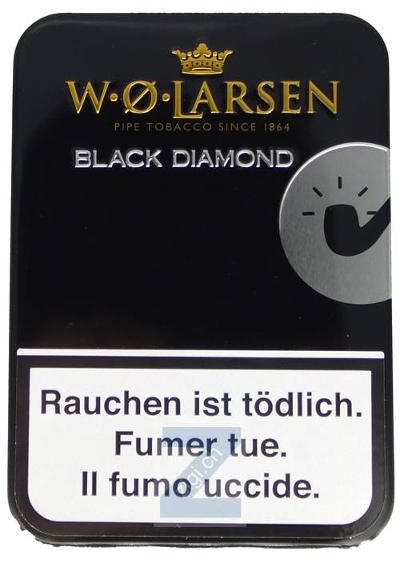 W·Ø·LARSEN
PIPE TOBACCO SINCE 1864
BLACK DIAMOND
Rauchen ist tödlich.
Fumer tue.
Il fumo uccide.